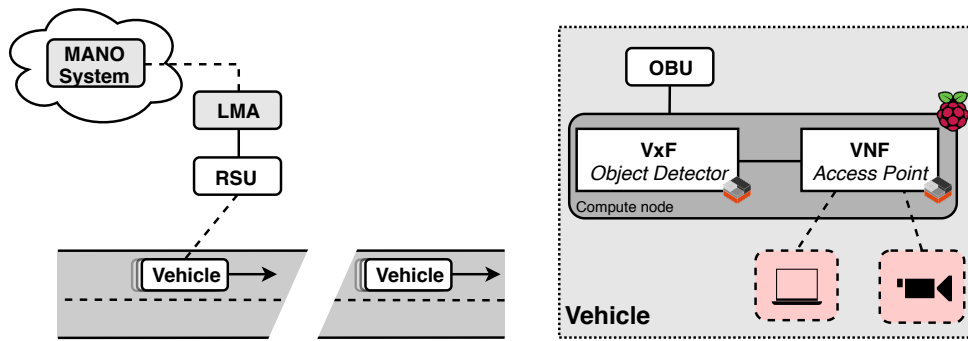 MANO
System
LMA
RSU
Vehicle
Vehicle
OBU
VxF
Object Detector
VNF
Access Point
Compute node
Vehicle